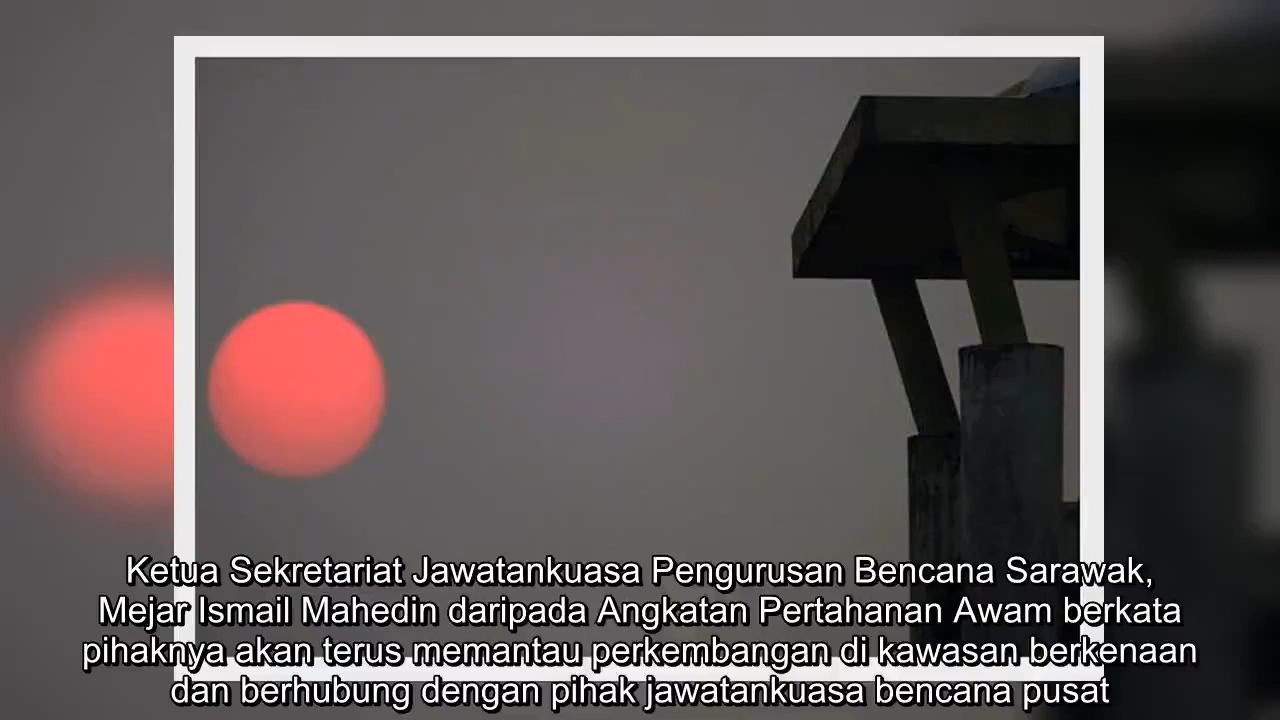 Ketua Sekretariat Jawatankuasa Pengurusan Bencana Sarawak,
Mejar Ismail Mahedin daripada Angkatan Pertahanan Awam berkata
pihaknya akan terus memantau perkembangan di kawasan berkenaan
dan berhubung dengan pihak jawatankuasa bencana pusat